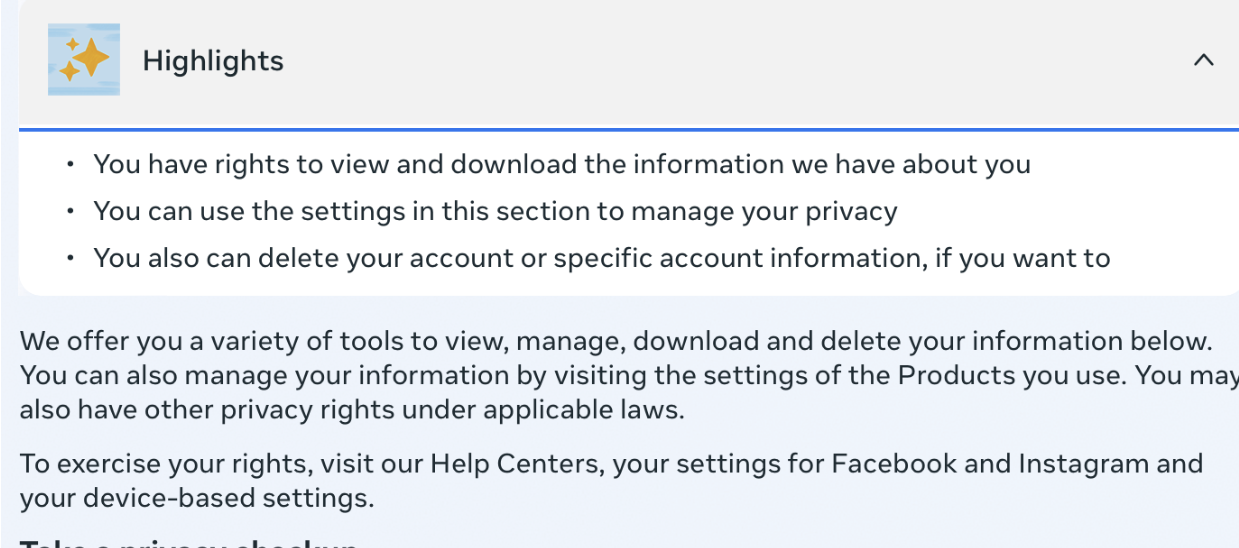 Highlights
• You have rights to view and download the information we have about you
• You can use the settings in this section to manage your privacy
• You also can delete your account or specific account information, if you want to
We offer you a variety of tools to view, manage, download and delete your information below.
You can also manage your information by visiting the settings of the Products you use. You may
also have other privacy rights under applicable laws.
To exercise your rights, visit our Help Centers, your settings for Facebook and Instagram and
your device-based settings.
Take a privacy checkup